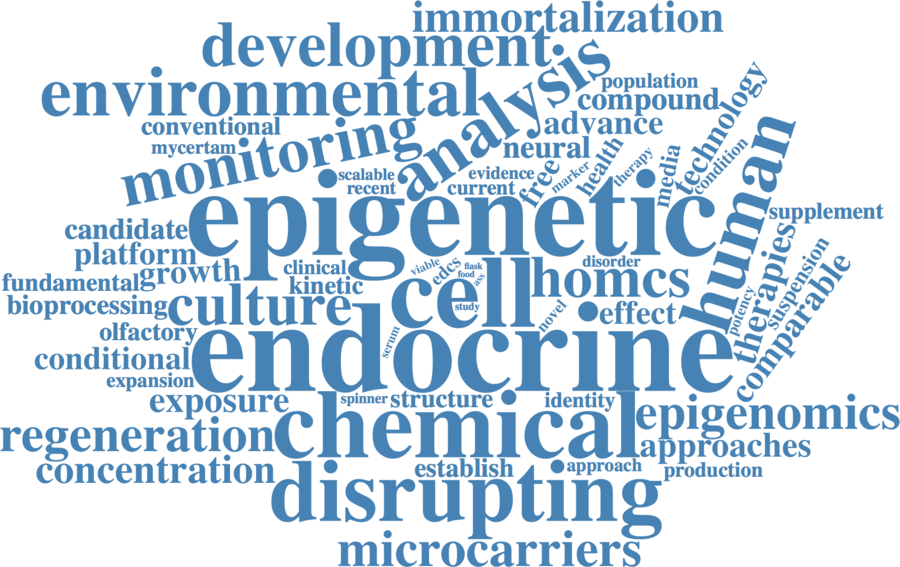 immortalization
development
environmental
analysis
population
compound
technology
conventional
monitoring
advance
mycertam
neural
health
therapy
media
condition
human
scalable
recent
evidence
current
free
marker
epigenetic
candidate
supplement
platform
fundamental
growth
clinical
kinetic
viable
edcs
flask
food
ass
cell
study
homcs
disorder
therapies
suspension
comparable
potency
bioprocessing
culture
novel
effect
olfactory
serum
conditional
endocrine
expansion
exposure
spinner
structure
identity
chemical
epigenomics
regeneration
approaches
concentration
establish
approach
production
disrupting
microcarriers